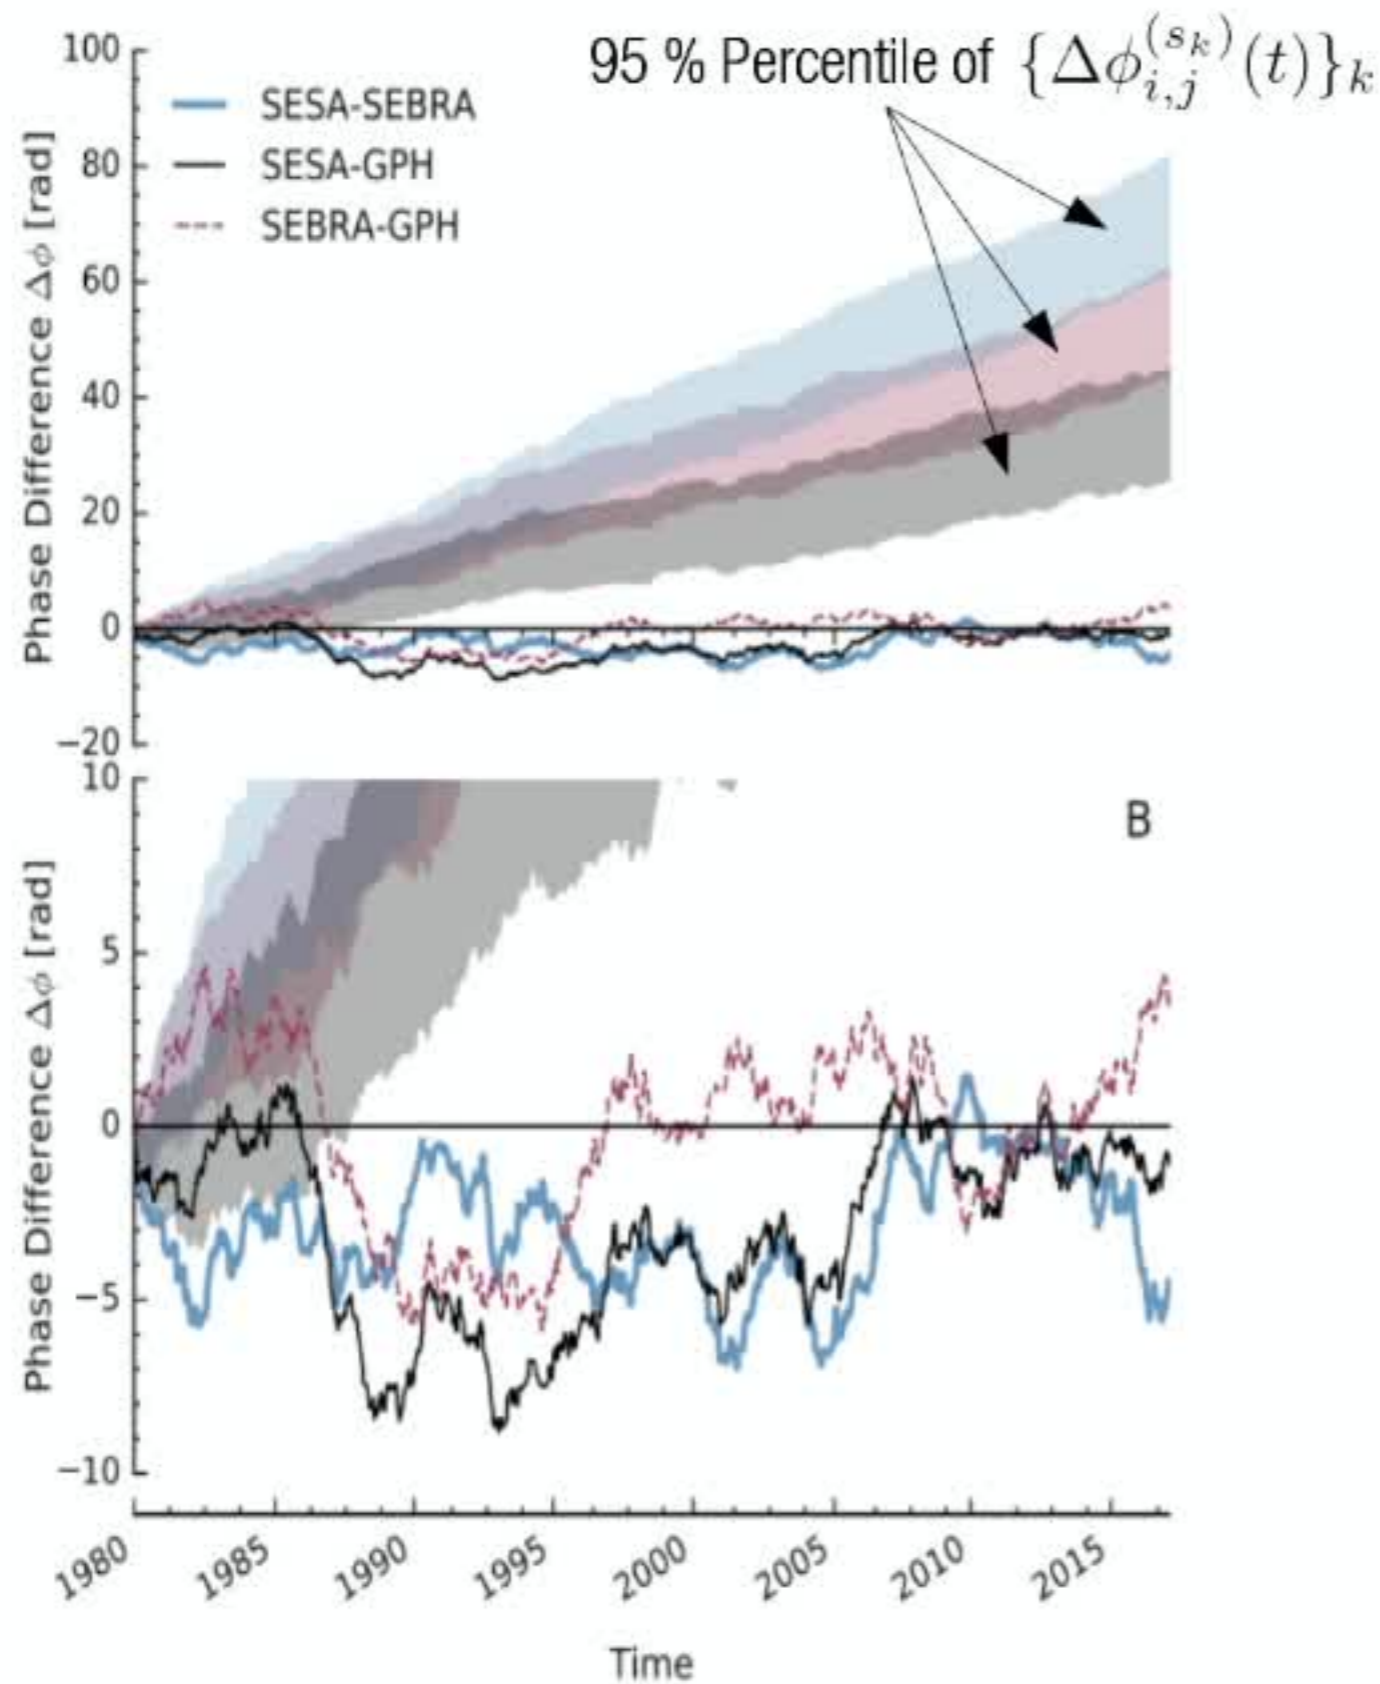 95 % Percentile of {Δϕ_{i,j}^{(s_k)}(t)}_k
SESA-SEBRA
SESA-GPH
SEBRA-GPH
Phase Difference Δϕ [rad]
100
80
60
40
20
0
−20
B
Phase Difference Δϕ [rad]
10
5
0
−5
−10
1980 1985 1990 1995 2000 2005 2010 2015
Time